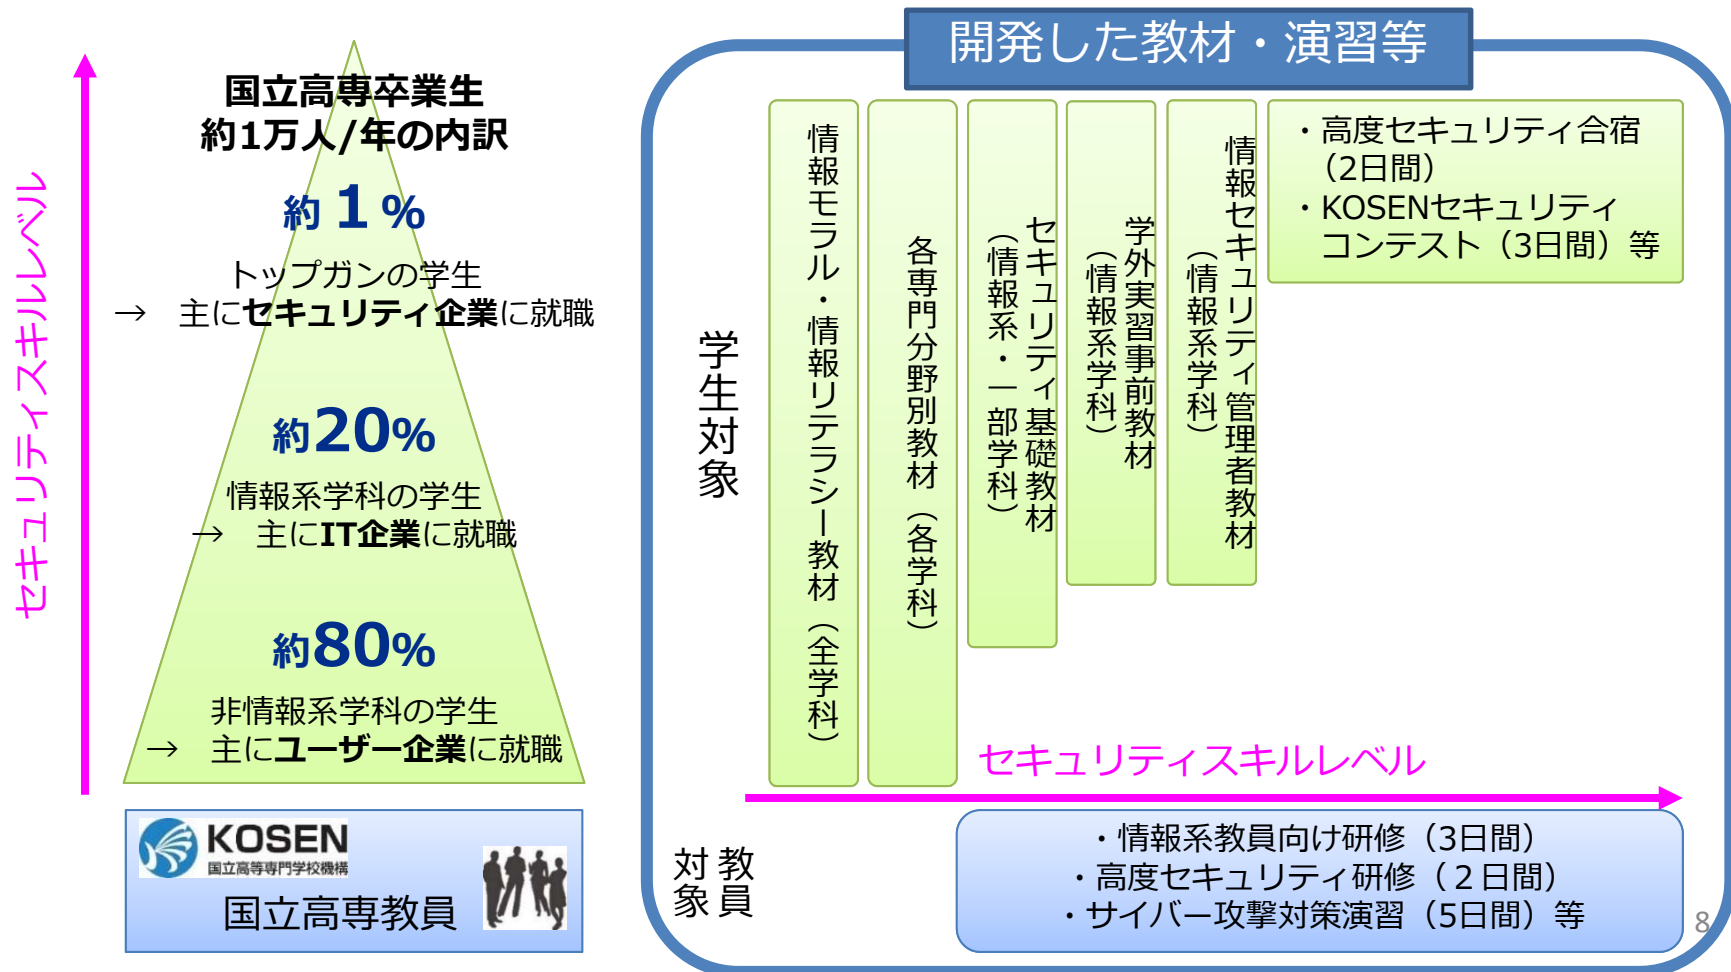 セキュリティスキルレベル
国立高専卒業生
約1万人/年の内訳
約１%
トップガンの学生
→ 主にセキュリティ企業に就職
約20%
情報系学科の学生
→ 主にIT企業に就職
約80%
非情報系学科の学生
→ 主にユーザー企業に就職
KOSEN
国立高等専門学校機構
国立高専教員
開発した教材・演習等
学生対象
情報モラル・情報リテラシー教材（全学科）
各専門分野別教材（各学科）
セキュリティ基礎教材
（情報系・一部学科）
学外実習事前教材
（情報系学科）
情報セキュリティ管理者教材
（情報系学科）
・高度セキュリティ合宿
（2日間）
・KOSENセキュリティ
コンテスト（3日間）等
セキュリティスキルレベル
教員
対象
・情報系教員向け研修（3日間）
・高度セキュリティ研修（２日間）
・サイバー攻撃対策演習（5日間）等
8